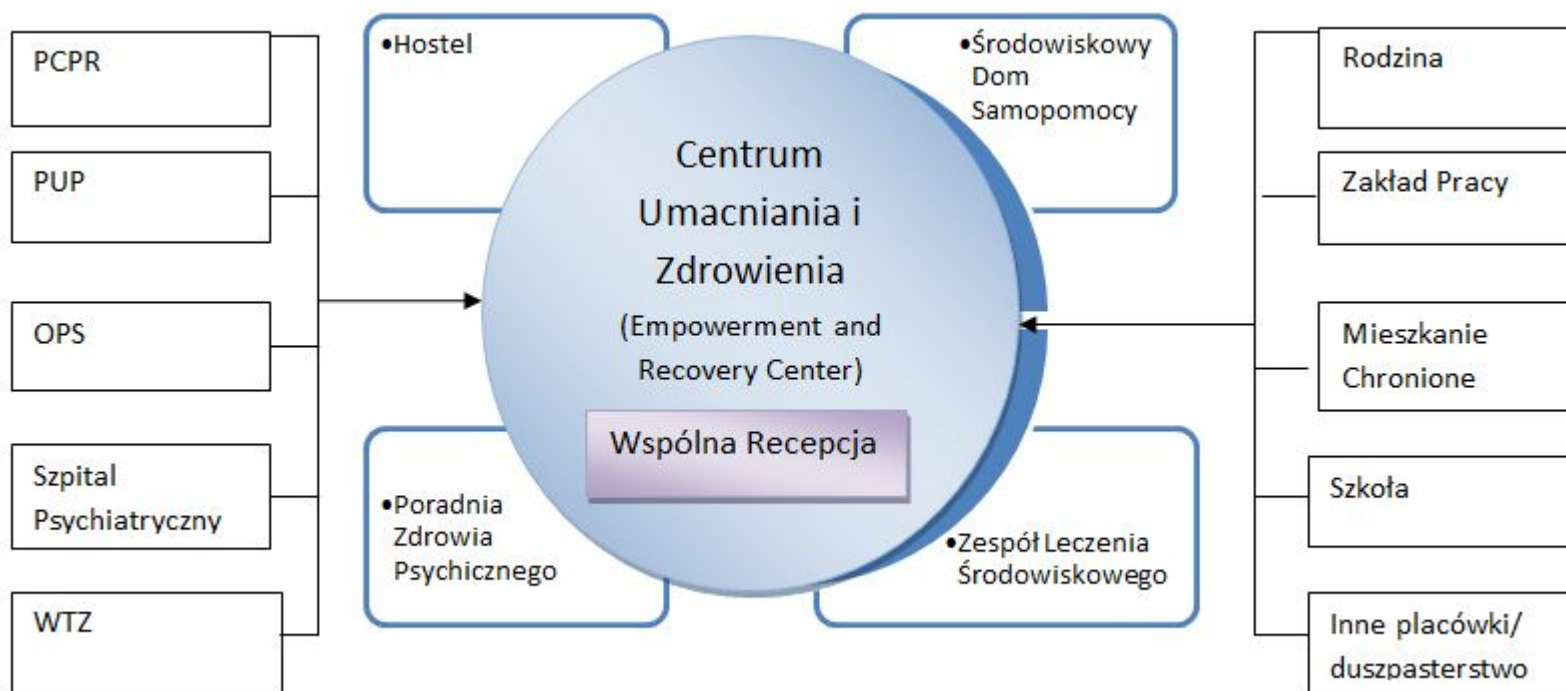 PCPR
PUP
OPS
Szpital
Psychiatryczny
WTZ
•Hostel
•Środowiskowy
Dom
Samopomocy
Centrum
Umacniania i
Zdrowienia
(Empowerment and
Recovery Center)
Wspólna Recepcja
•Poradnia
Zdrowia
Psychicznego
•Zespół Leczenia
Środowiskowego
Rodzina
Zakład Pracy
Mieszkanie
Chronione
Szkoła
Inne placówki/
duszpasterstwo